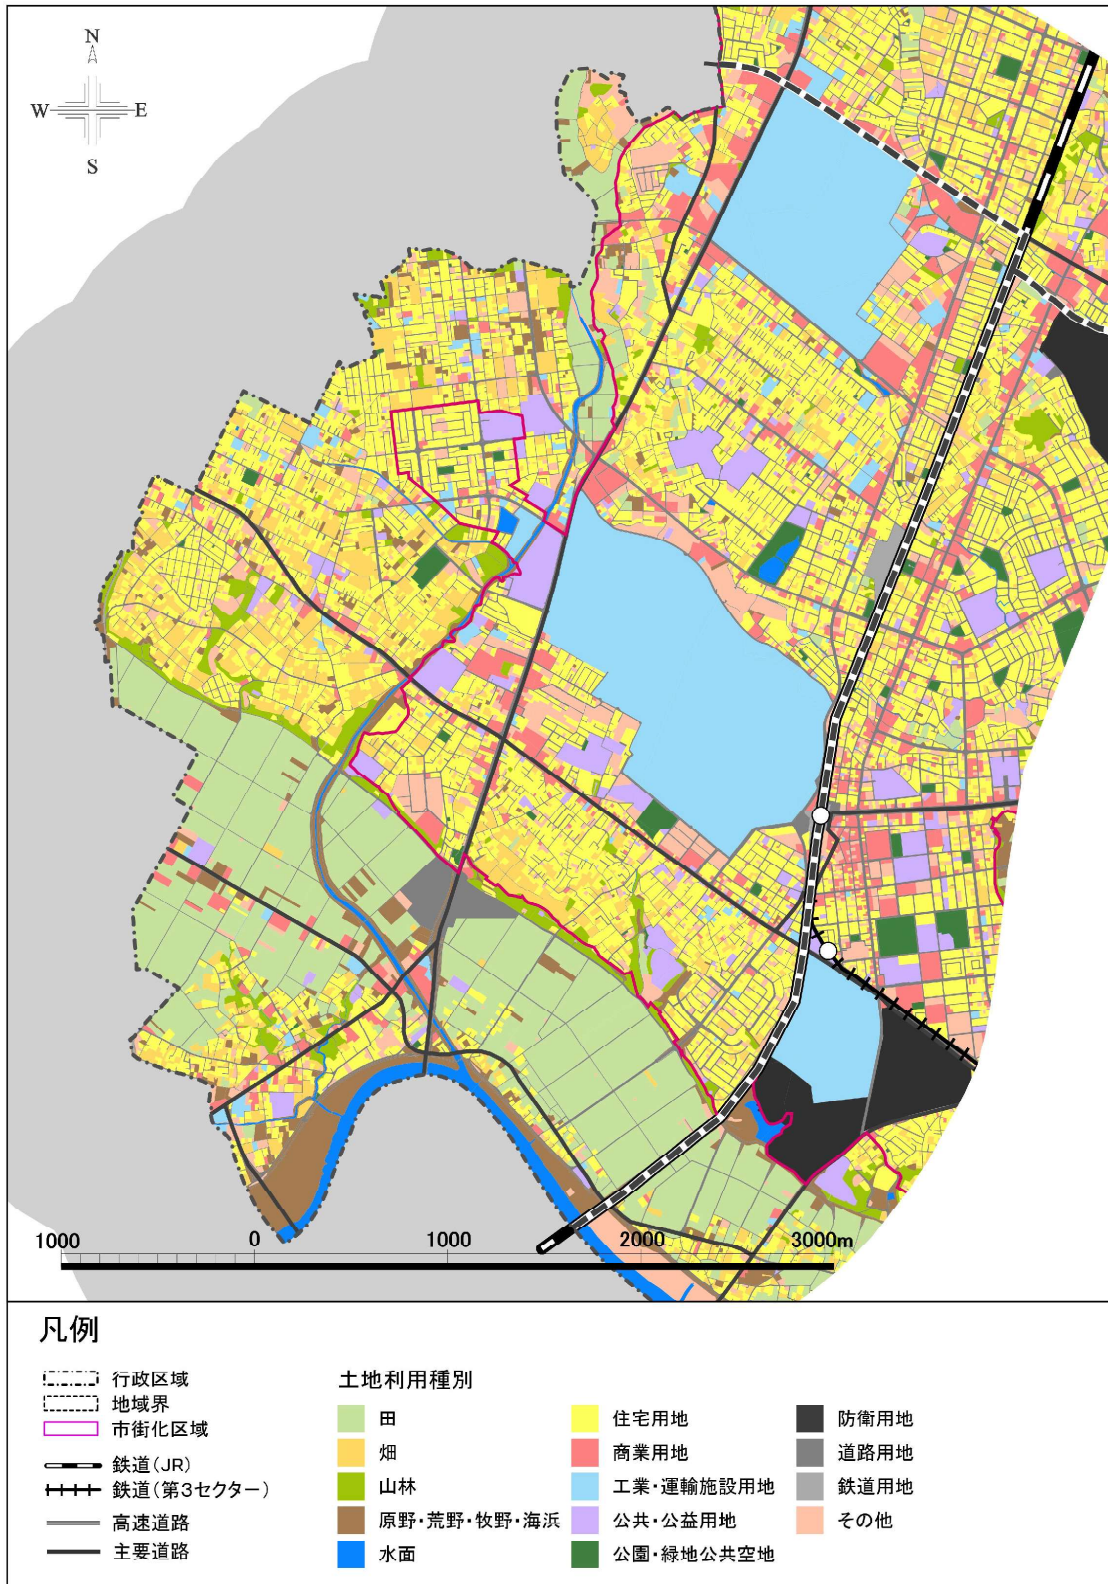 N
W E
S
1000 0 1000 2000 3000m
凡例
行政区域
地域界
市街化区域
鉄道(JR)
鉄道(第3セクター)
高速道路
主要道路
土地利用種別
田
畑
山林
原野・荒野・牧野・海浜
水面
住宅用地
商業用地
工業・運輸施設用地
公共・公益用地
公園・緑地公共空地
防衛用地
道路用地
鉄道用地
その他